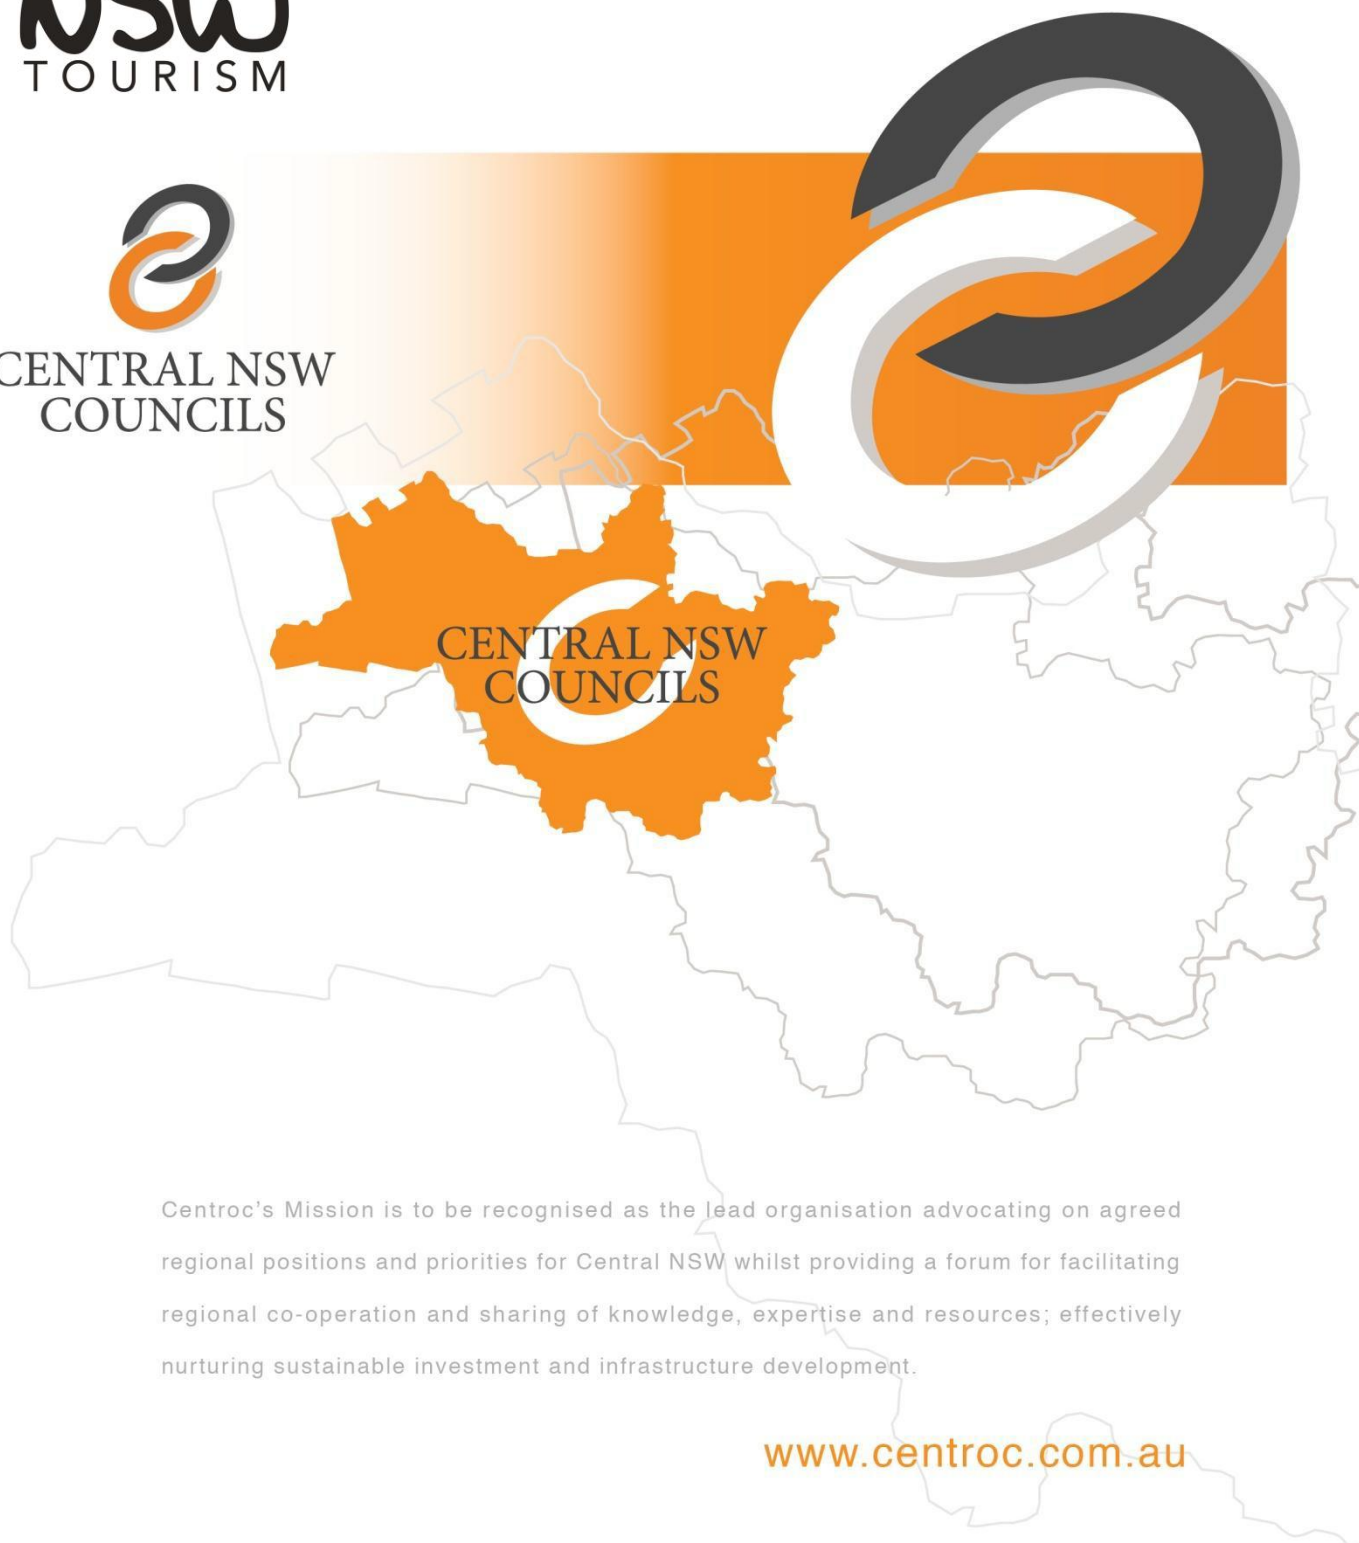 NSW
TOURISM
CENTRAL NSW
COUNCILS
CENTRAL NSW
COUNCILS
Centroc's Mission is to be recognised as the lead organisation advocating on agreed
regional positions and priorities for Central NSW whilst providing a forum for facilitating
regional co-operation and sharing of knowledge, expertise and resources; effectively
nurturing sustainable investment and infrastructure development.
www.centroc.com.au